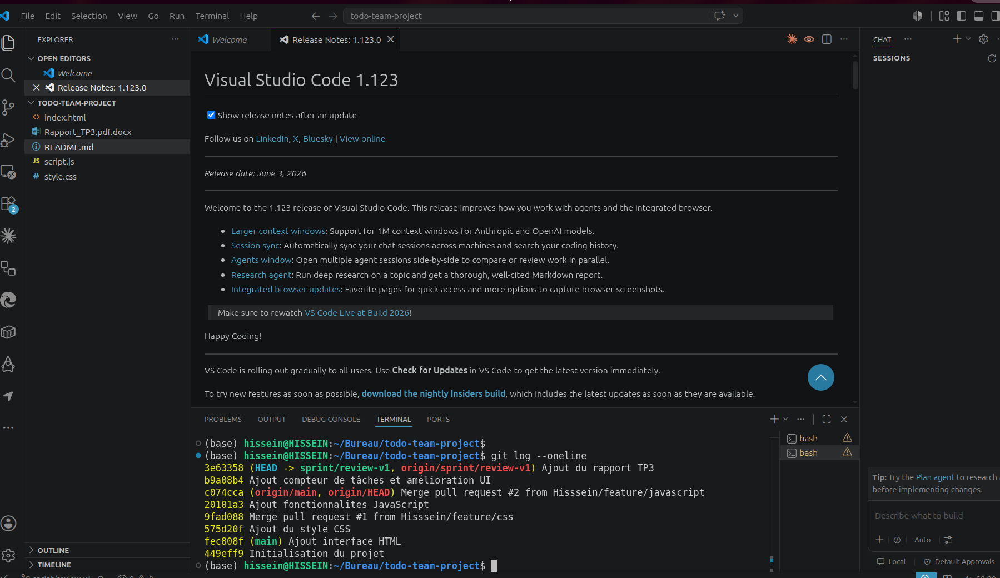 File Edit Selection View Go Run Terminal Help
todo-team-project
EXPLORER
OPEN EDITORS
Welcome
Release Notes: 1.123.0
TODO-TEAM-PROJECT
index.html
Rapport_TP3.pdf.docx
README.md
JS script.js
# style.css
2
OUTLINE
TIMELINE
Welcome
Release Notes: 1.123.0
Visual Studio Code 1.123
Show release notes after an update
Follow us on LinkedIn, X, Bluesky | View online
Release date: June 3, 2026
Welcome to the 1.123 release of Visual Studio Code. This release improves how you work with agents and the integrated browser.
• Larger context windows: Support for 1M context windows for Anthropic and OpenAI models.
• Session sync: Automatically sync your chat sessions across machines and search your coding history.
• Agents window: Open multiple agent sessions side-by-side to compare or review work in parallel.
• Research agent: Run deep research on a topic and get a thorough, well-cited Markdown report.
• Integrated browser updates: Favorite pages for quick access and more options to capture browser screenshots.
Make sure to rewatch VS Code Live at Build 2026!
Happy Coding!
VS Code is rolling out gradually to all users. Use Check for Updates in VS Code to get the latest version immediately.
To try new features as soon as possible, download the nightly Insiders build, which includes the latest updates as soon as they are available.
PROBLEMS OUTPUT DEBUG CONSOLE TERMINAL PORTS
(base) hissein@HISSEIN:~/Bureau/todo-team-project$
(base) hissein@HISSEIN:~/Bureau/todo-team-project$ git log --oneline
3e63358 (HEAD -> sprint/review-v1, origin/sprint/review-v1) Ajout du rapport TP3
b9a08b4 Ajout compteur de tâches et amélioration UI
c074cca (origin/main, origin/HEAD) Merge pull request #2 from Hisssein/feature/javascript
20101a3 Ajout fonctionnalites JavaScript
9fad088 Merge pull request #1 from Hisssein/feature/css
575d20f Ajout du style CSS
fec808f (main) Ajout interface HTML
449eff9 Initialisation du projet
(base) hissein@HISSEIN:~/Bureau/todo-team-project$
bash
bash
CHAT
SESSIONS
Tip: Try the Plan agent to research
before implementing changes.
Describe what to build
Auto
Local
Default Approvals